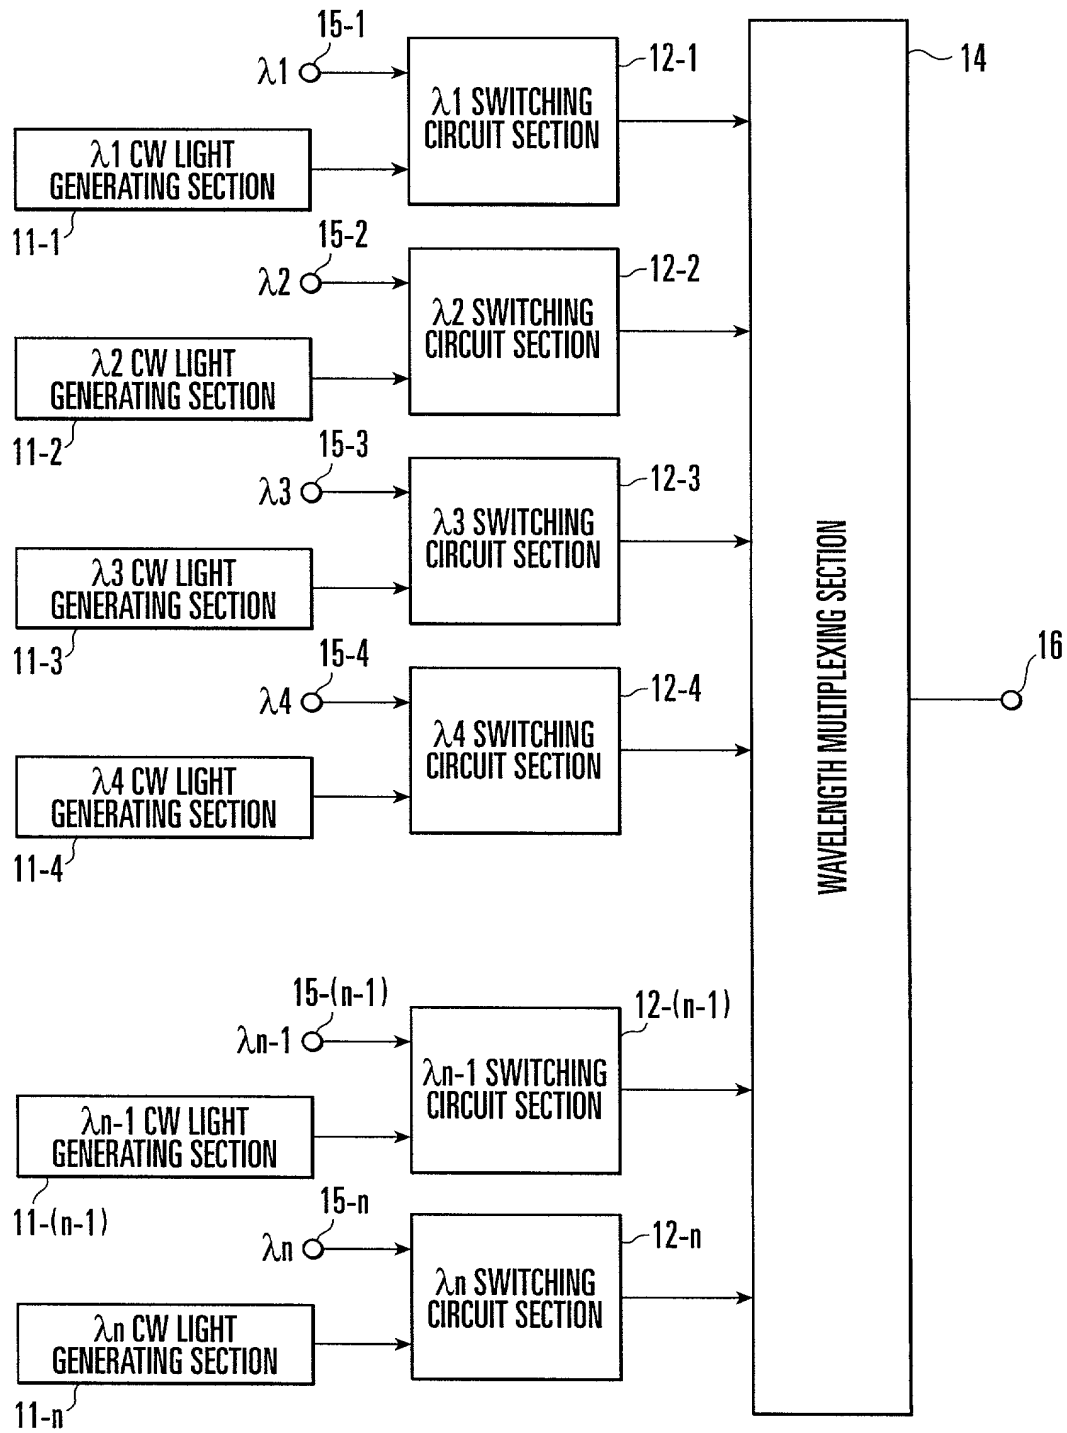 15-1
λ1
12-1
14
λ1 SWITCHING
CIRCUIT SECTION
λ1 CW LIGHT
GENERATING SECTION
11-1
15-2
λ2
12-2
λ2 SWITCHING
CIRCUIT SECTION
λ2 CW LIGHT
GENERATING SECTION
11-2
15-3
λ3
12-3
λ3 SWITCHING
CIRCUIT SECTION
λ3 CW LIGHT
GENERATING SECTION
11-3
15-4
λ4
12-4
λ4 SWITCHING
CIRCUIT SECTION
λ4 CW LIGHT
GENERATING SECTION
11-4
WAVELENGTH MULTIPLEXING SECTION
16
15-(n-1)
λn-1
12-(n-1)
λn-1 SWITCHING
CIRCUIT SECTION
λn-1 CW LIGHT
GENERATING SECTION
11-(n-1)
15-n
λn
12-n
λn SWITCHING
CIRCUIT SECTION
λn CW LIGHT
GENERATING SECTION
11-n